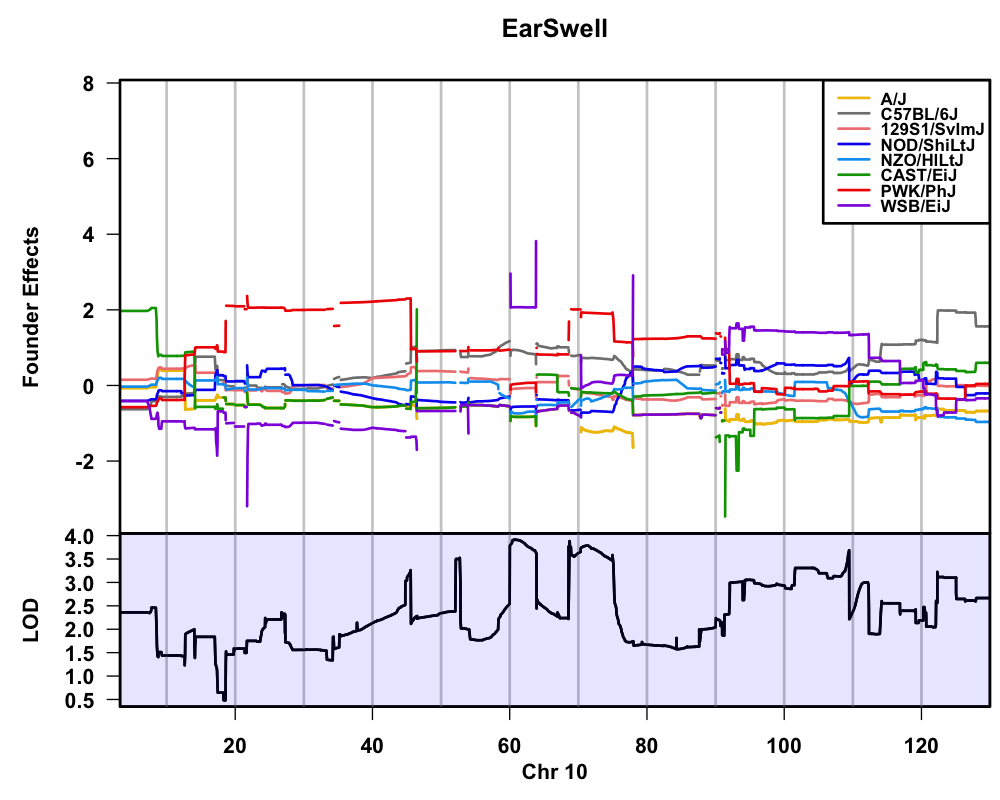 EarSwell
8
6
4
2
0
-2
Founder Effects
A/J
C57BL/6J
129S1/SvImJ
NOD/ShiLtJ
NZO/HlLtJ
CAST/EiJ
PWK/PhJ
WSB/EiJ
4.0
3.5
3.0
2.5
2.0
1.5
1.0
0.5
LOD
20 40 60 80 100 120
Chr 10